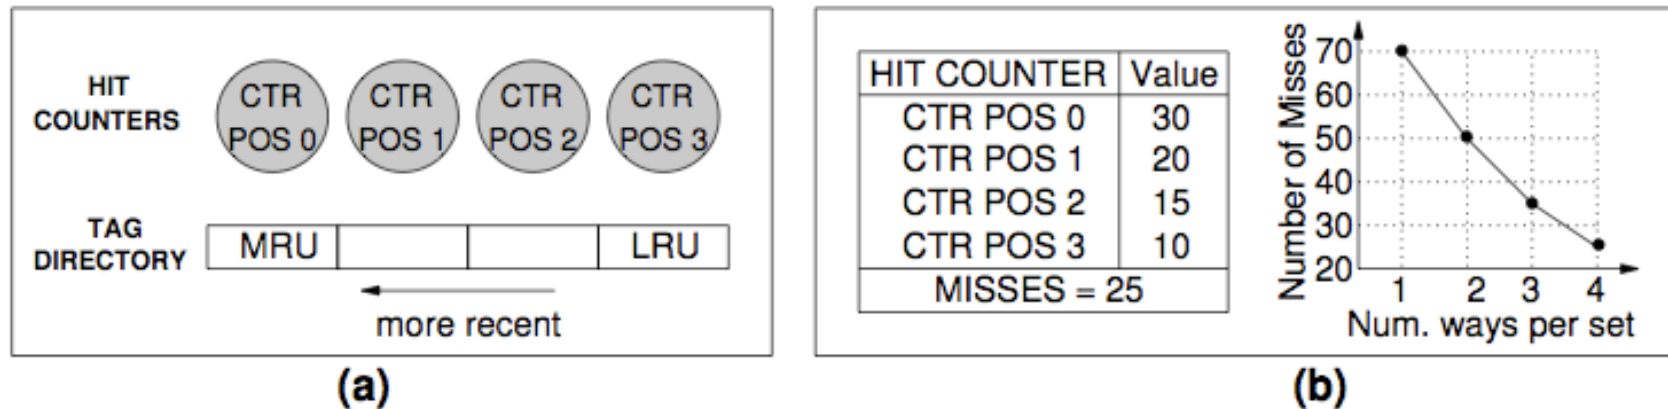 HIT
COUNTERS
CTR
POS 0
CTR
POS 1
CTR
POS 2
CTR
POS 3
TAG
DIRECTORY
MRU
LRU
more recent
(a)
HIT COUNTER Value
CTR POS 0 30
CTR POS 1 20
CTR POS 2 15
CTR POS 3 10
MISSES = 25
Number of Misses
70
60
50
40
30
20
1 2 3 4
Num. ways per set
(b)